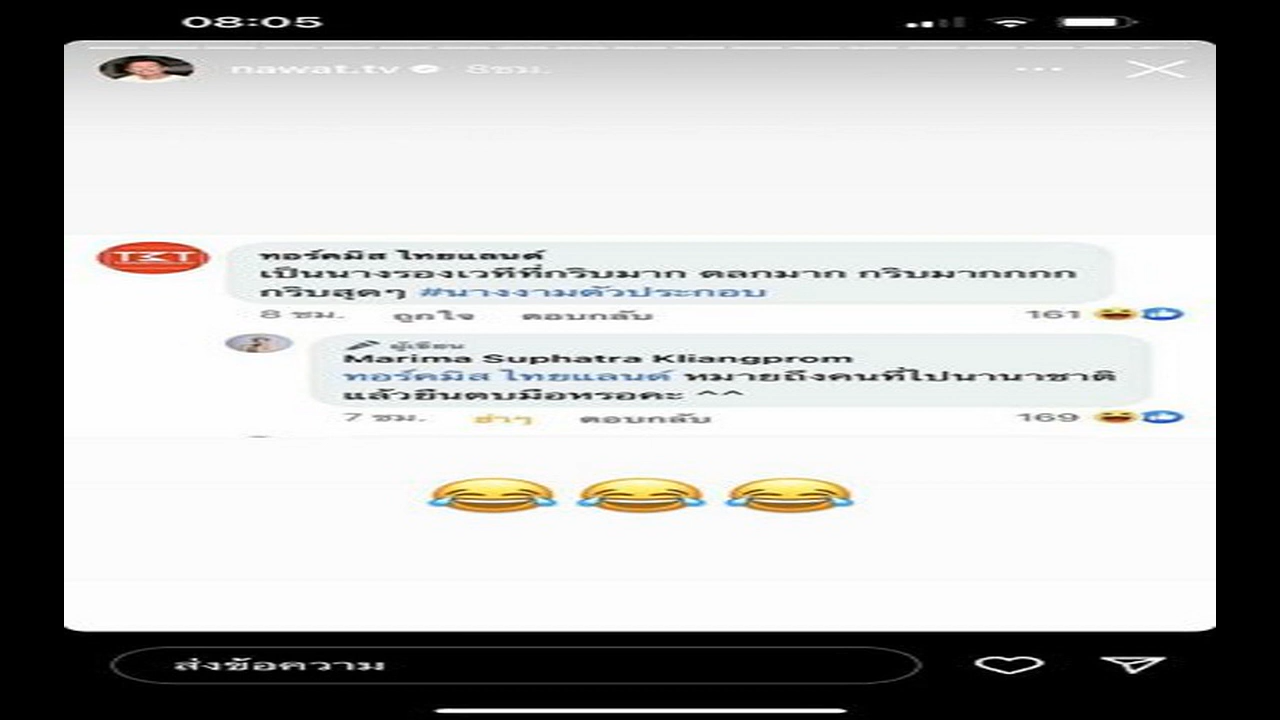 08:05
nawat.tv 8ชม.
TKT
ทอร์คมิส ไทยแลนด์
เป็นนางรองเวทีที่กริบมาก ตลกมาก กริบมากกกก
กริบสุดๆ #นางงามตัวประกอบ
8 ชม. ถูกใจ ตอบกลับ 161
ผู้เขียน
Marima Suphatra Kliangprom
ทอร์คมิส ไทยแลนด์ หมายถึงคนที่ไปนานาชาติ
แล้วยืนตบมือหรอคะ ^^
7 ชม. ฮ่าๆ ตอบกลับ 169
😂 😂 😂
ส่งข้อความ